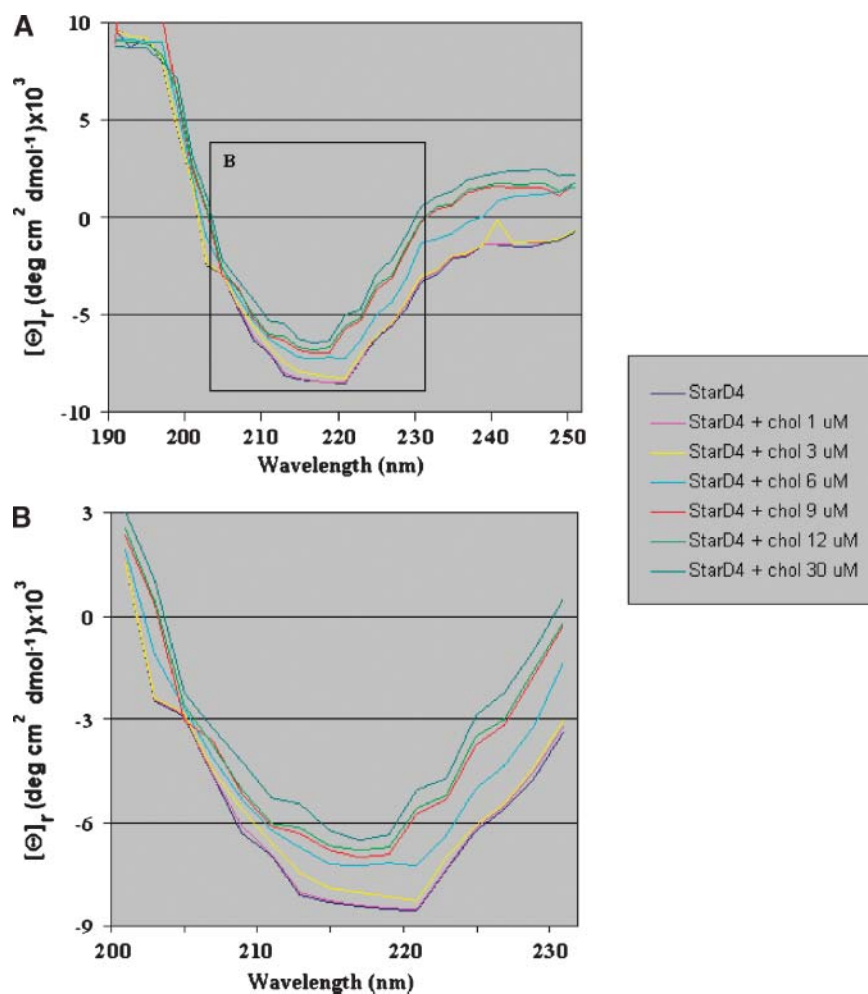 A
[Θ]r (deg cm2 dmol-1)x103
10
5
0
-5
-10
B
190 200 210 220 230 240 250
Wavelength (nm)
StarD4
StarD4 + chol 1 uM
StarD4 + chol 3 uM
StarD4 + chol 6 uM
StarD4 + chol 9 uM
StarD4 + chol 12 uM
StarD4 + chol 30 uM
B
[Θ]r (deg cm2 dmol-1)x103
3
0
-3
-6
-9
200 210 220 230
Wavelength (nm)